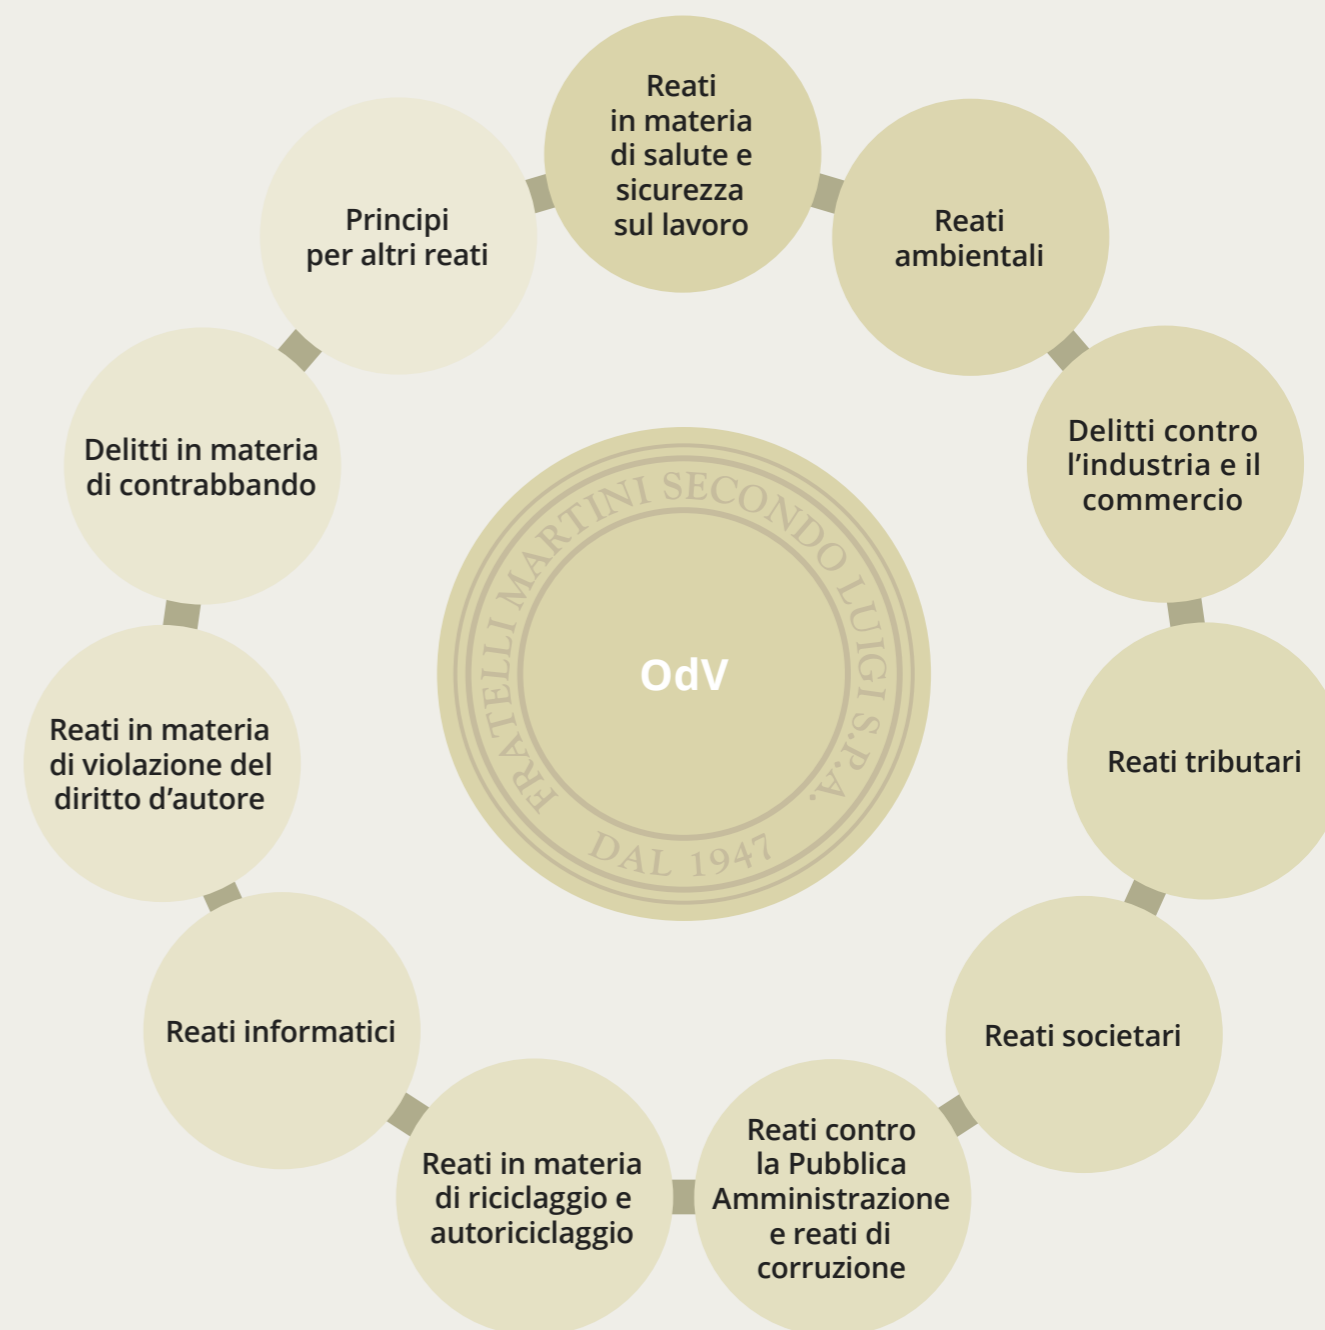 Reati
in materia
di salute e
sicurezza
sul lavoro
Reati
ambientali
Delitti contro
l’industria e il
commercio
Reati tributari
Reati societari
Reati contro
la Pubblica
Amministrazione
e reati di
corruzione
Reati in materia
di riciclaggio e
autoriciclaggio
Reati informatici
Reati in materia
di violazione del
diritto d’autore
Delitti in materia
di contrabbando
Principi
per altri reati
FRATELLI MARTINI SECONDO LUIGI S.P.A.
OdV
DAL 1947